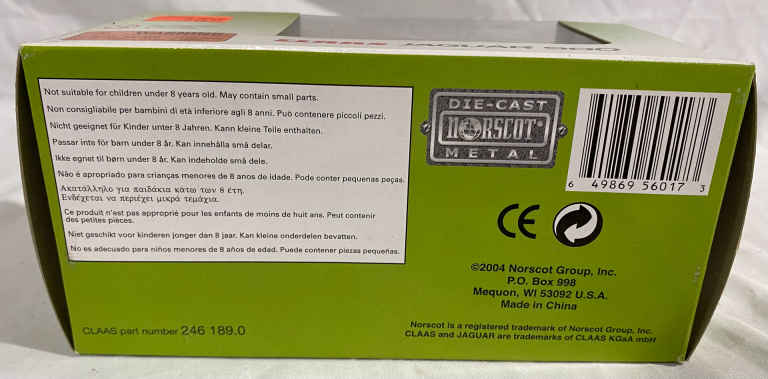 CLAAS JAGUAR 900
Not suitable for children under 8 years old. May contain small parts.
Non consigliabile per bambini di età inferiore agli 8 anni. Può contenere piccoli pezzi.
Nicht geeignet für Kinder unter 8 Jahren. Kann kleine Teile enthalten.
Passar inte för barn under 8 år. Kan innehålla små delar.
Ikke egnet til børn under 8 år. Kan indeholde små dele.
Não é apropriado para crianças menores de 8 anos de idade. Pode conter pequenas peças.
Ακατάλληλο για παιδάκια κάτω των 8 έτη.
Ενδέχεται να περιέχει μικρά τεμάχια.
Ce produit n'est pas approprié pour les enfants de moins de huit ans. Peut contenir
des petites pièces.
Niet geschikt voor kinderen jonger dan 8 jaar. Kan kleine onderdelen bevatten.
No es adecuado para niños menores de 8 años de edad. Puede contener piezas pequeñas.
DIE-CAST
NORSCOT
METAL
6 49869 56017 3
CE
©2004 Norscot Group, Inc.
P.O. Box 998
Mequon, WI 53092 U.S.A.
Made in China
CLAAS part number 246 189.0
Norscot is a registered trademark of Norscot Group, Inc.
CLAAS and JAGUAR are trademarks of CLAAS KGaA mbH